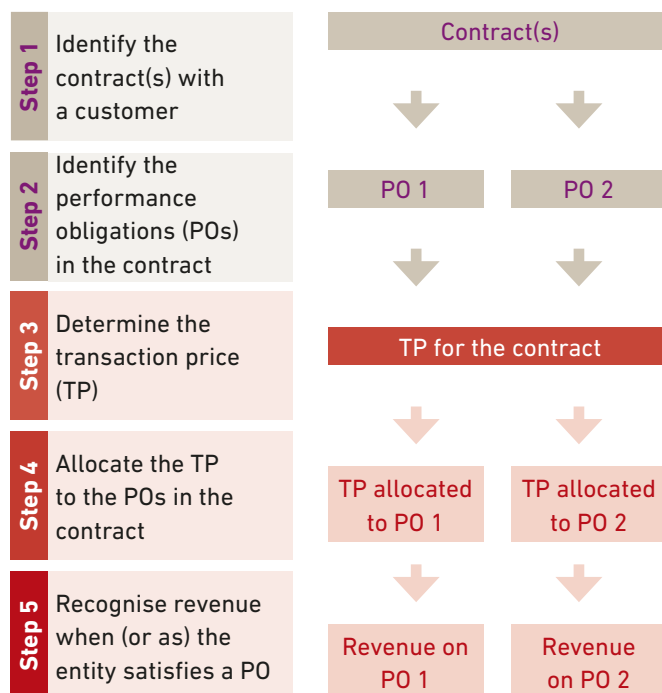 Step 1
Identify the
contract(s) with
a customer
Contract(s)
Step 2
Identify the
performance
obligations (POs)
in the contract
PO 1
PO 2
Step 3
Determine the
transaction price
(TP)
TP for the contract
Step 4
Allocate the TP
to the POs in the
contract
TP allocated
to PO 1
TP allocated
to PO 2
Step 5
Recognise revenue
when (or as) the
entity satisfies a PO
Revenue on
PO 1
Revenue
on PO 2